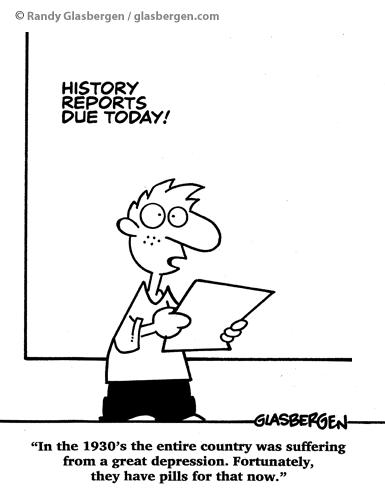 © Randy Glasbergen / glasbergen.com
HISTORY
REPORTS
DUE TODAY!
GLASBERGEN
“In the 1930’s the entire country was suffering
from a great depression. Fortunately,
they have pills for that now.”